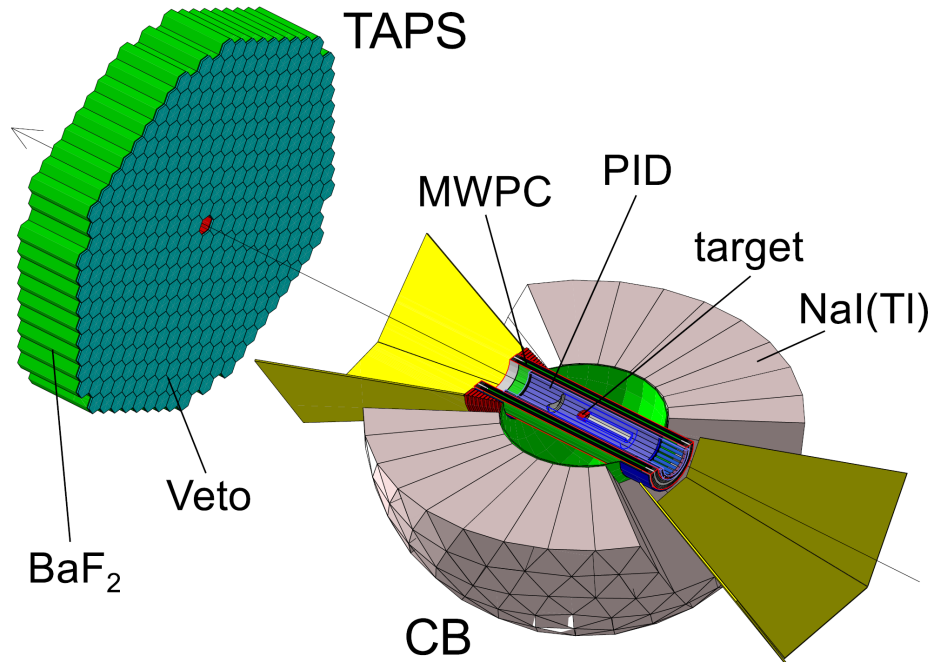 TAPS
MWPC
PID
target
NaI(Tl)
Veto
BaF₂
CB